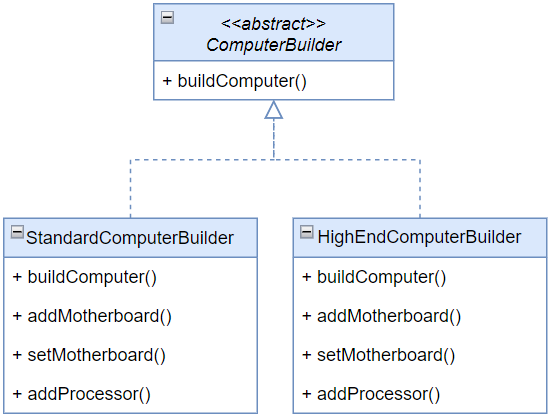 <<abstract>>
ComputerBuilder
+ buildComputer()
StandardComputerBuilder
+ buildComputer()
+ addMotherboard()
+ setMotherboard()
+ addProcessor()
HighEndComputerBuilder
+ buildComputer()
+ addMotherboard()
+ setMotherboard()
+ addProcessor()